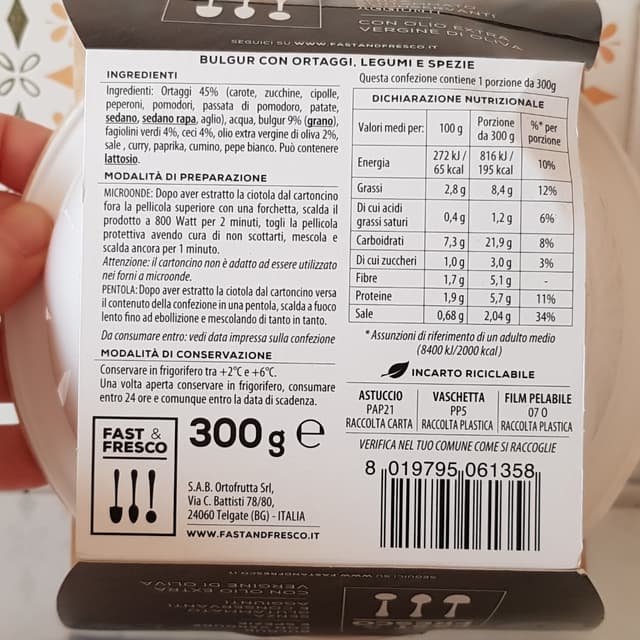 CON OLIO EXTRA
VERGINE DI OLIVA
SEGUICI SU WWW.FASTANDFRESCO.IT
BULGUR CON ORTAGGI, LEGUMI E SPEZIE
INGREDIENTI
Ingredienti: Ortaggi 45% (carote, zucchine, cipolle,
peperoni, pomodori, passata di pomodoro, patate,
sedano, sedano rapa, aglio), acqua, bulgur 9% (grano),
fagiolini verdi 4%, ceci 4%, olio extra vergine di oliva 2%,
sale , curry, paprika, cumino, pepe bianco. Può contenere
lattosio.
MODALITÀ DI PREPARAZIONE
MICROONDE: Dopo aver estratto la ciotola dal cartoncino
fora la pellicola superiore con una forchetta, scalda il
prodotto a 800 Watt per 2 minuti, togli la pellicola
protettiva avendo cura di non scottarti, mescola e
scalda ancora per 1 minuto.
Attenzione: il cartoncino non è adatto ad essere utilizzato
nei forni a microonde.
PENTOLA: Dopo aver estratto la ciotola dal cartoncino versa
il contenuto della confezione in una pentola, scalda a fuoco
lento fino ad ebollizione e mescolando di tanto in tanto.
Da consumare entro: vedi data impressa sulla confezione
MODALITÀ DI CONSERVAZIONE
Conservare in frigorifero tra +2°C e +6°C.
Una volta aperta conservare in frigorifero, consumare
entro 24 ore e comunque entro la data di scadenza.
FAST &
FRESCO
300 g e
S.A.B. Ortofrutta Srl,
Via C. Battisti 78/80,
24060 Telgate (BG) - ITALIA
WWW.FASTANDFRESCO.IT
Questa confezione contiene 1 porzione da 300g
DICHIARAZIONE NUTRIZIONALE
Valori medi per: 100 g Porzione da 300 g %* per porzione
Energia 272 kJ / 65 kcal 816 kJ / 195 kcal 10%
Grassi 2,8 g 8,4 g 12%
Di cui acidi grassi saturi 0,4 g 1,2 g 6%
Carboidrati 7,3 g 21,9 g 8%
Di cui zuccheri 1,0 g 3,0 g 3%
Fibre 1,7 g 5,1 g -
Proteine 1,9 g 5,7 g 11%
Sale 0,68 g 2,04 g 34%
* Assunzioni di riferimento di un adulto medio
(8400 kJ/2000 kcal)
INCARTO RICICLABILE
ASTUCCIO VASCHETTA FILM PELABILE
PAP21 PP5 07 O
RACCOLTA CARTA RACCOLTA PLASTICA RACCOLTA PLASTICA
VERIFICA NEL TUO COMUNE COME SI RACCOGLIE
8 019795 061358
SEGUICI SU WWW.FASTANDFRESCO.IT
CON OLIO EXTRA
VERGINE DI OLIVA
FRESCO